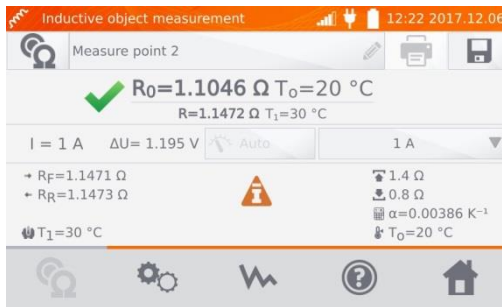 Inductive object measurement 12:22 2017.12.06
Measure point 2
R₀=1.1046 Ω T₀=20 °C
R=1.1472 Ω T₁=30 °C
I = 1 A ΔU= 1.195 V Auto 1 A
R_F=1.1471 Ω 1.4 Ω
R_R=1.1473 Ω 0.8 Ω
α=0.00386 K⁻¹
T₁=30 °C T₀=20 °C